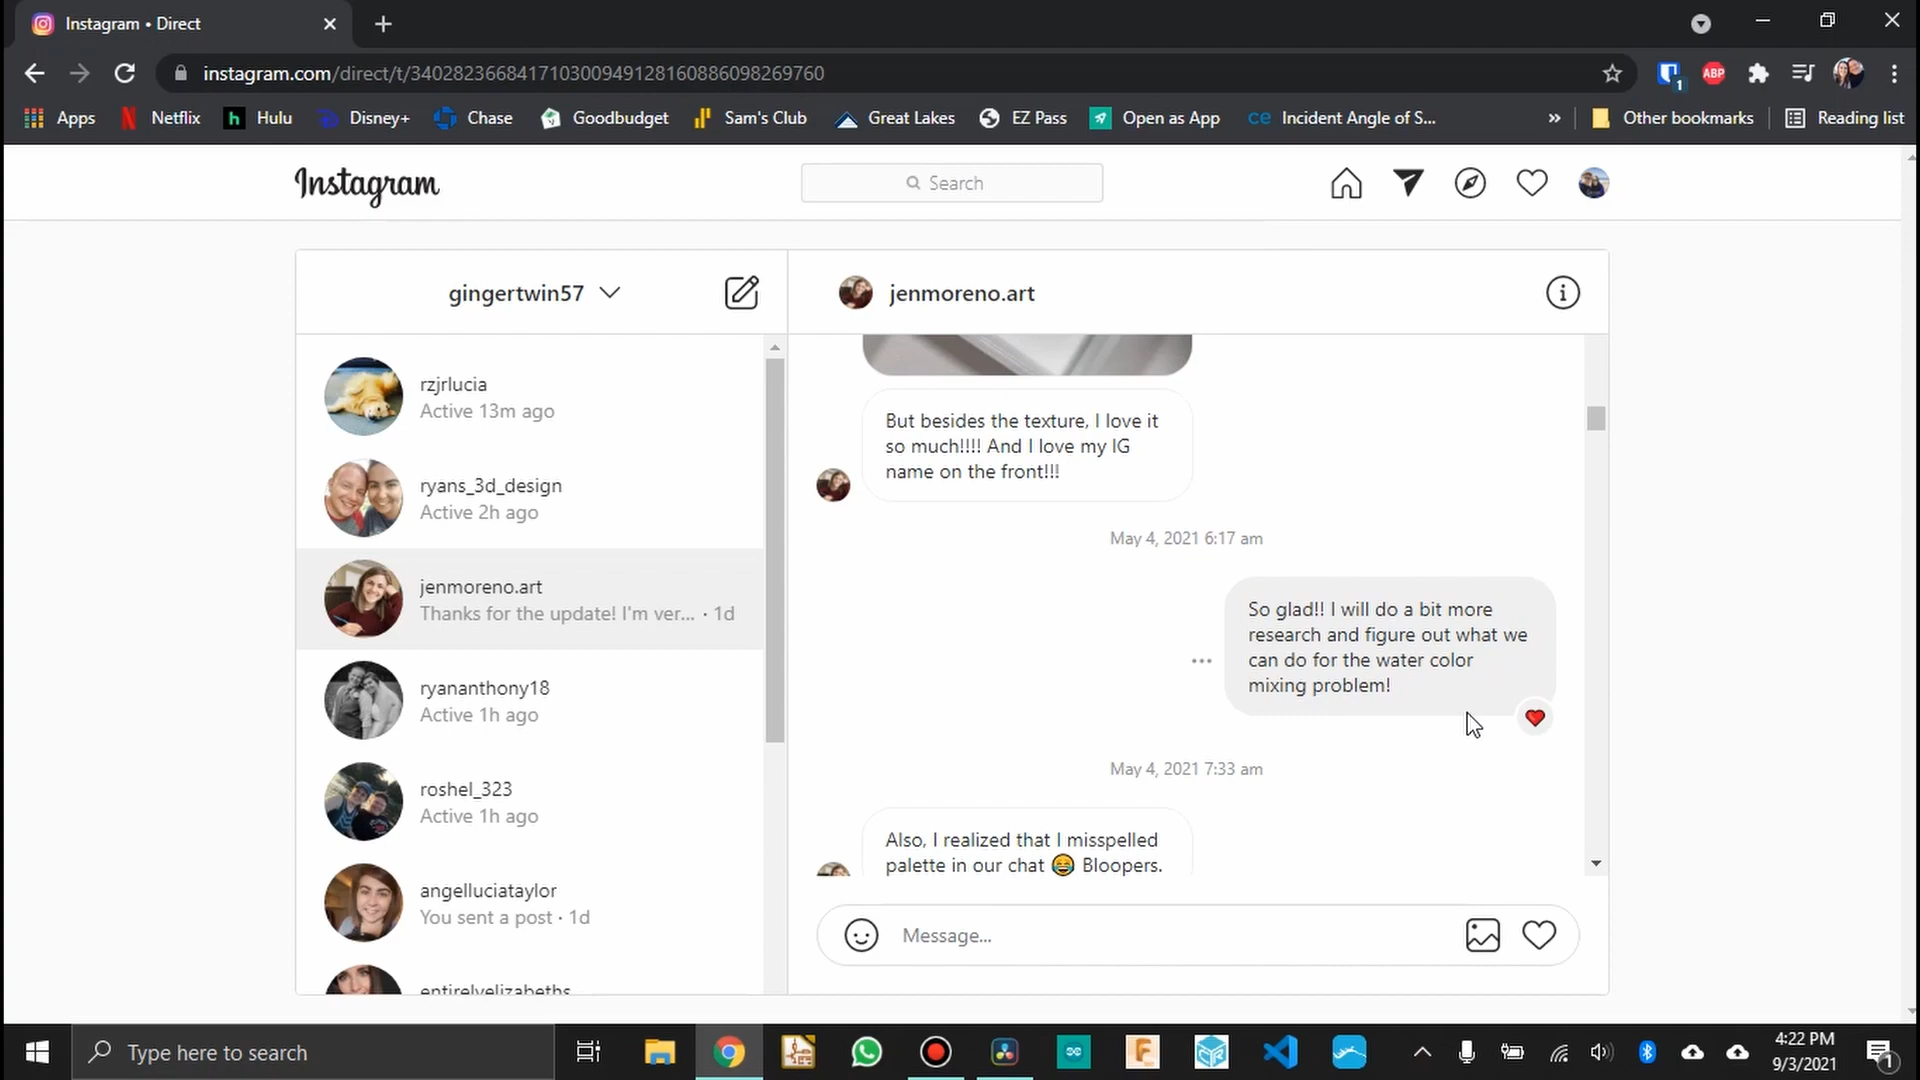 Instagram • Direct
instagram.com/direct/t/340282366841710300949128160886098269760
1
ABP
Apps
Netflix
h Hulu
Disney+
Chase
Goodbudget
Sam's Club
Great Lakes
EZ Pass
Open as App
ce Incident Angle of S...
»
Other bookmarks
Reading list
Instagram
Search
gingertwin57
jenmoreno.art
rzjrlucia
Active 13m ago
ryans_3d_design
Active 2h ago
jenmoreno.art
Thanks for the update! I'm ver... · 1d
ryananthony18
Active 1h ago
roshel_323
Active 1h ago
angelluciataylor
You sent a post · 1d
entirelyelizabeths
But besides the texture, I love it
so much!!!! And I love my IG
name on the front!!!
May 4, 2021 6:17 am
So glad!! I will do a bit more
research and figure out what we
can do for the water color
mixing problem!
May 4, 2021 7:33 am
Also, I realized that I misspelled
palette in our chat 😂 Bloopers.
Message...
Type here to search
4:22 PM
9/3/2021
1